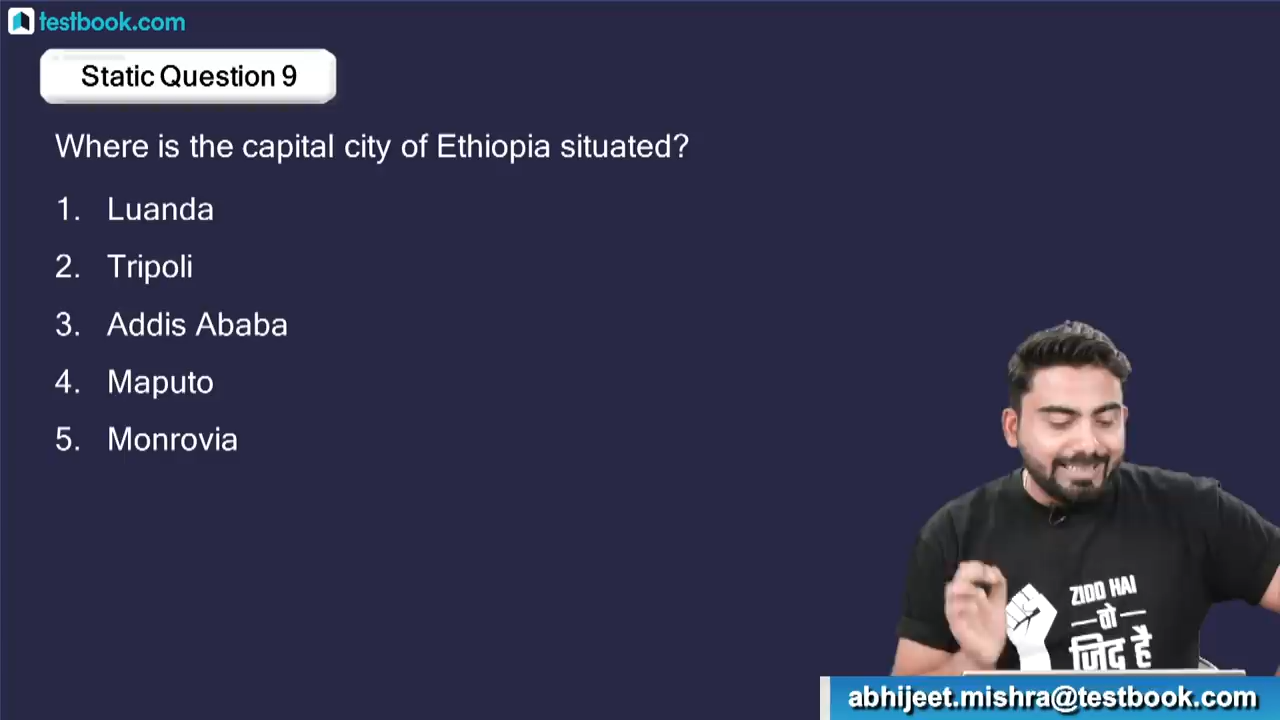 testbook.com
Static Question 9
Where is the capital city of Ethiopia situated?
1. Luanda
2. Tripoli
3. Addis Ababa
4. Maputo
5. Monrovia
ZIDD HAI
तो
ज़िद है
abhijeet.mishra@testbook.com